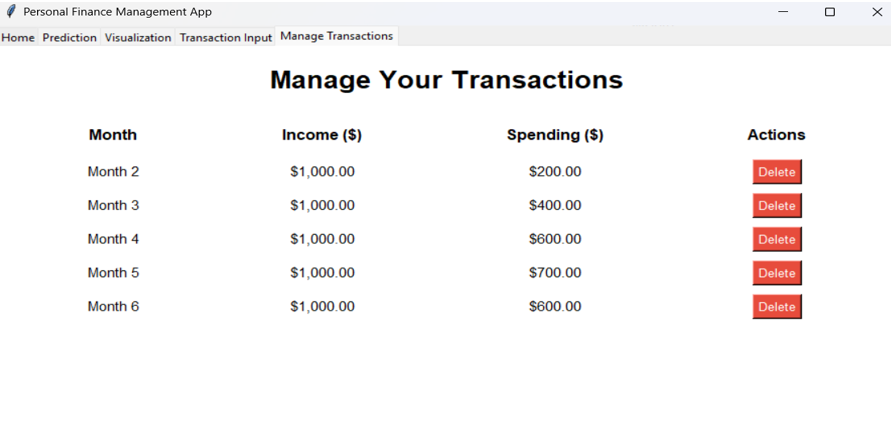 Personal Finance Management App
Home Prediction Visualization Transaction Input Manage Transactions
Manage Your Transactions
Month Income ($) Spending ($) Actions
Month 2 $1,000.00 $200.00 Delete
Month 3 $1,000.00 $400.00 Delete
Month 4 $1,000.00 $600.00 Delete
Month 5 $1,000.00 $700.00 Delete
Month 6 $1,000.00 $600.00 Delete